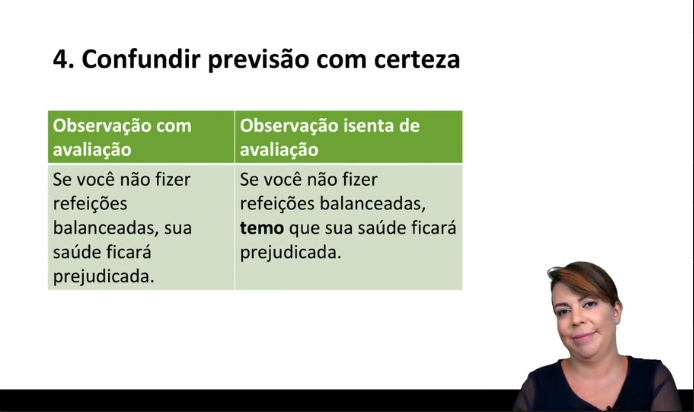 4. Confundir previsão com certeza
Observação com
avaliação
Observação isenta de
avaliação
Se você não fizer
refeições
balanceadas, sua
saúde ficará
prejudicada.
Se você não fizer
refeições balanceadas,
temo que sua saúde ficará
prejudicada.